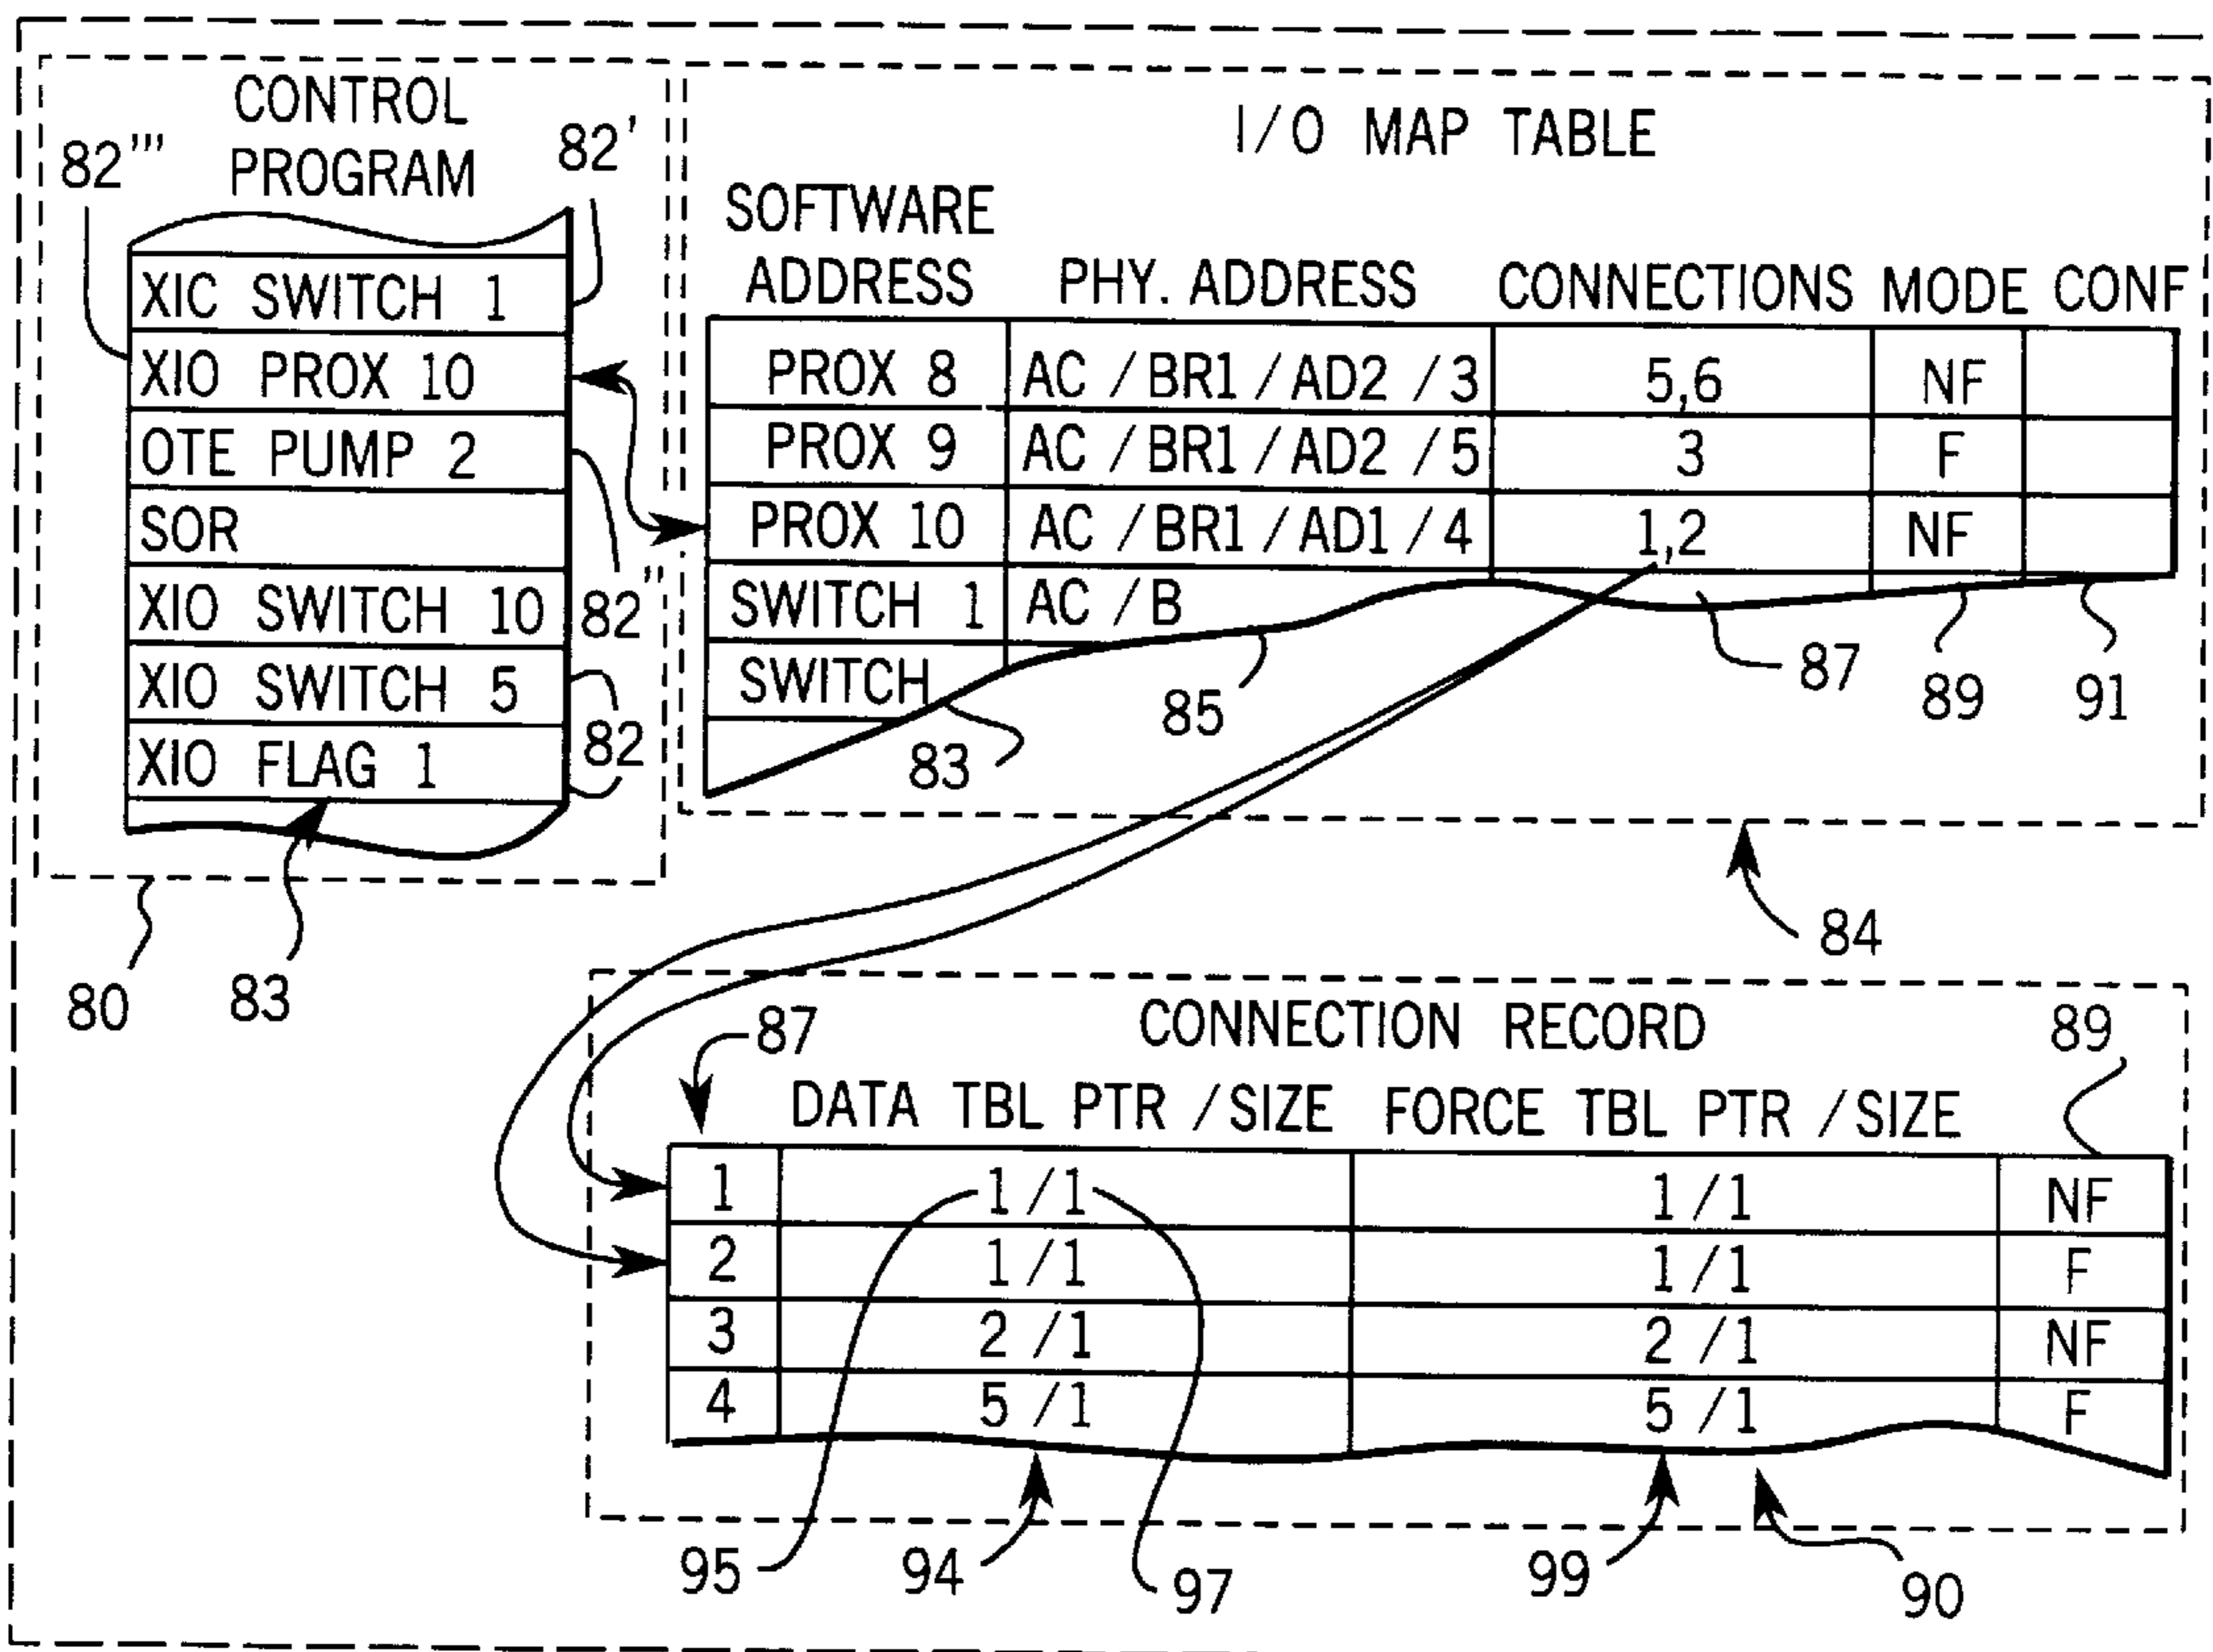 CONTROL
PROGRAM
82'''
82'
XIC SWITCH 1
XIO PROX 10
OTE PUMP 2
SOR
XIO SWITCH 10
XIO SWITCH 5
XIO FLAG 1
82"
82
80
83
I/O MAP TABLE
SOFTWARE
ADDRESS PHY. ADDRESS CONNECTIONS MODE CONF
PROX 8 AC /BR1/AD2/3 5,6 NF
PROX 9 AC /BR1/AD2/5 3 F
PROX 10 AC /BR1/AD1/4 1,2 NF
SWITCH 1 AC/B
SWITCH
83
85
87
89
91
84
CONNECTION RECORD
87
89
DATA TBL PTR /SIZE FORCE TBL PTR /SIZE
1 1/1 1/1 NF
2 1/1 1/1 F
3 2/1 2/1 NF
4 5/1 5/1 F
95
94
97
99
90